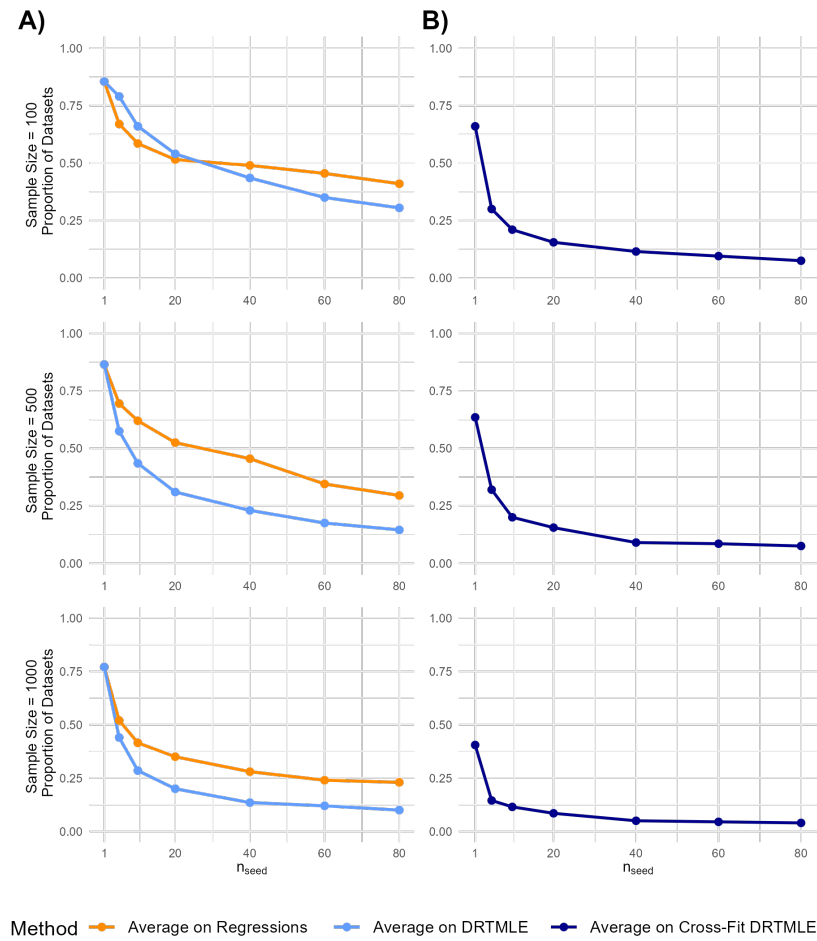 A) B)
Sample Size = 100
Proportion of Datasets
1.00
0.75
0.50
0.25
0.00
1 20 40 60 80
1.00
0.75
0.50
0.25
0.00
1 20 40 60 80
Sample Size = 500
Proportion of Datasets
1.00
0.75
0.50
0.25
0.00
1 20 40 60 80
1.00
0.75
0.50
0.25
0.00
1 20 40 60 80
Sample Size = 1000
Proportion of Datasets
1.00
0.75
0.50
0.25
0.00
1 20 40 60 80
n_seed
1.00
0.75
0.50
0.25
0.00
1 20 40 60 80
n_seed
Method Average on Regressions Average on DRTMLE Average on Cross-Fit DRTMLE